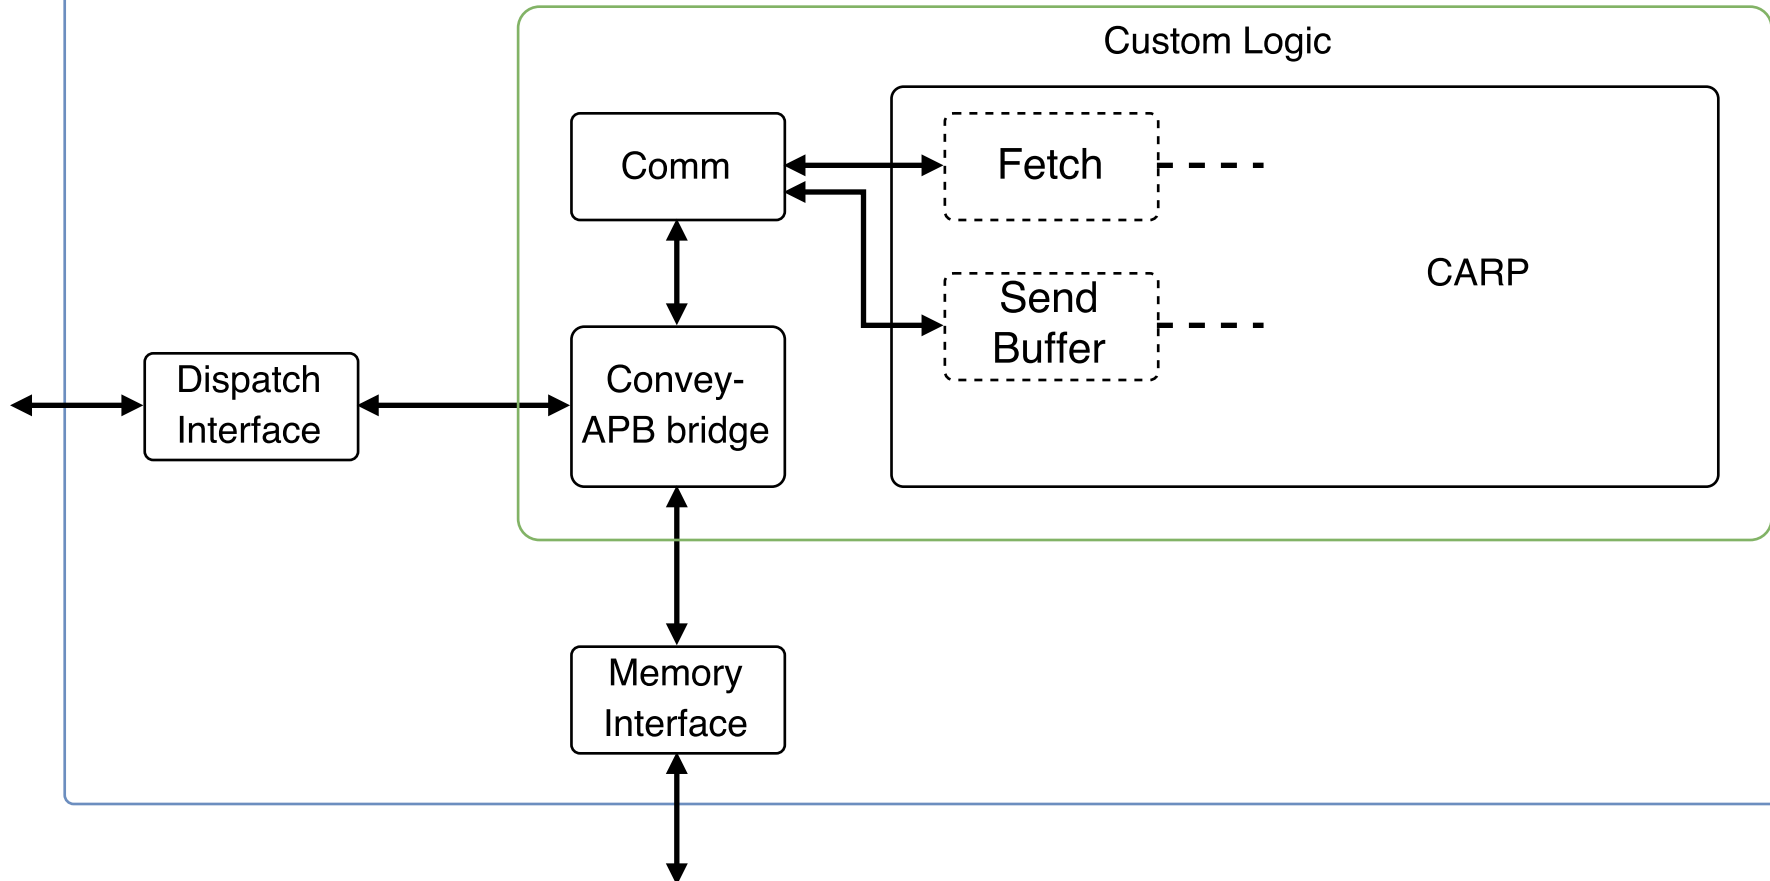 Custom Logic
Comm
Fetch
CARP
Send
Buffer
Dispatch
Interface
Convey-
APB bridge
Memory
Interface